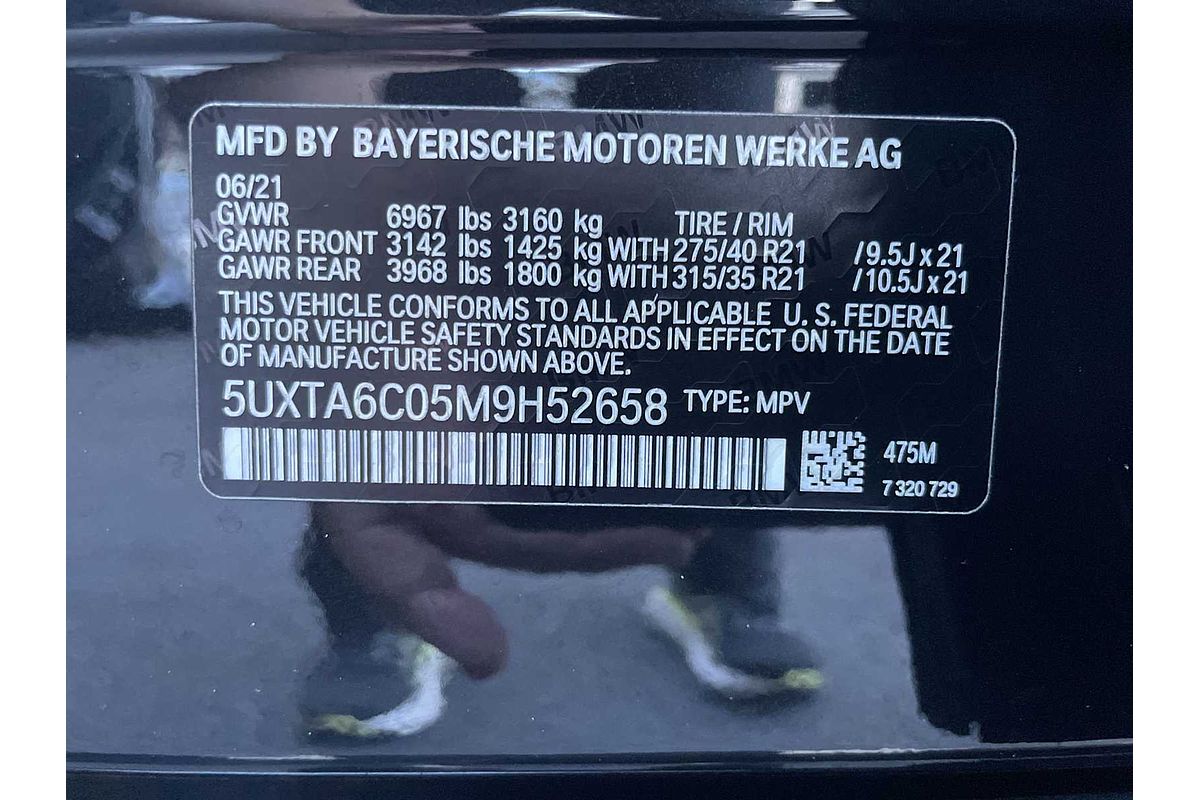 MFD BY BAYERISCHE MOTOREN WERKE AG
06/21
GVWR 6967 lbs 3160 kg TIRE / RIM
GAWR FRONT 3142 lbs 1425 kg WITH 275/40 R21 /9.5J x 21
GAWR REAR 3968 lbs 1800 kg WITH 315/35 R21 /10.5J x 21
THIS VEHICLE CONFORMS TO ALL APPLICABLE U. S. FEDERAL
MOTOR VEHICLE SAFETY STANDARDS IN EFFECT ON THE DATE
OF MANUFACTURE SHOWN ABOVE.
5UXTA6C05M9H52658 TYPE: MPV
475M
7 320 729